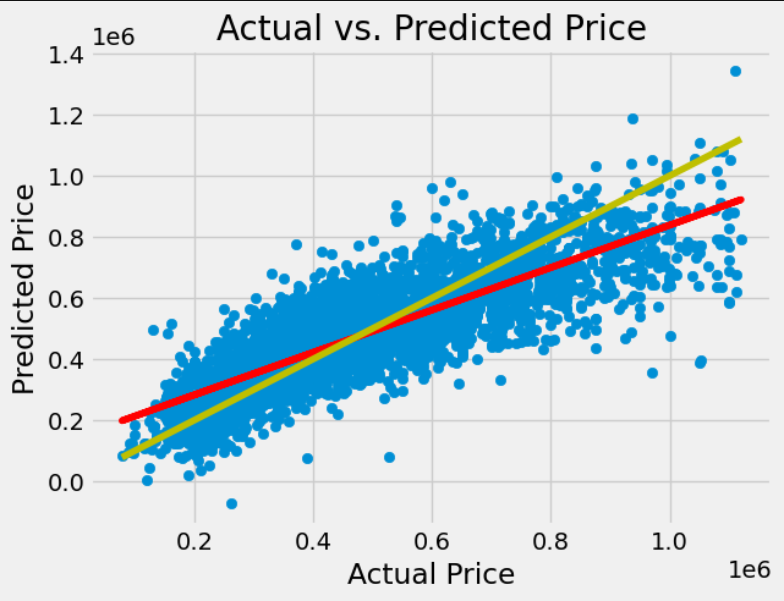 Actual vs. Predicted Price
1e6
1.4
1.2
1.0
0.8
0.6
0.4
0.2
0.0
Predicted Price
0.2 0.4 0.6 0.8 1.0
1e6
Actual Price